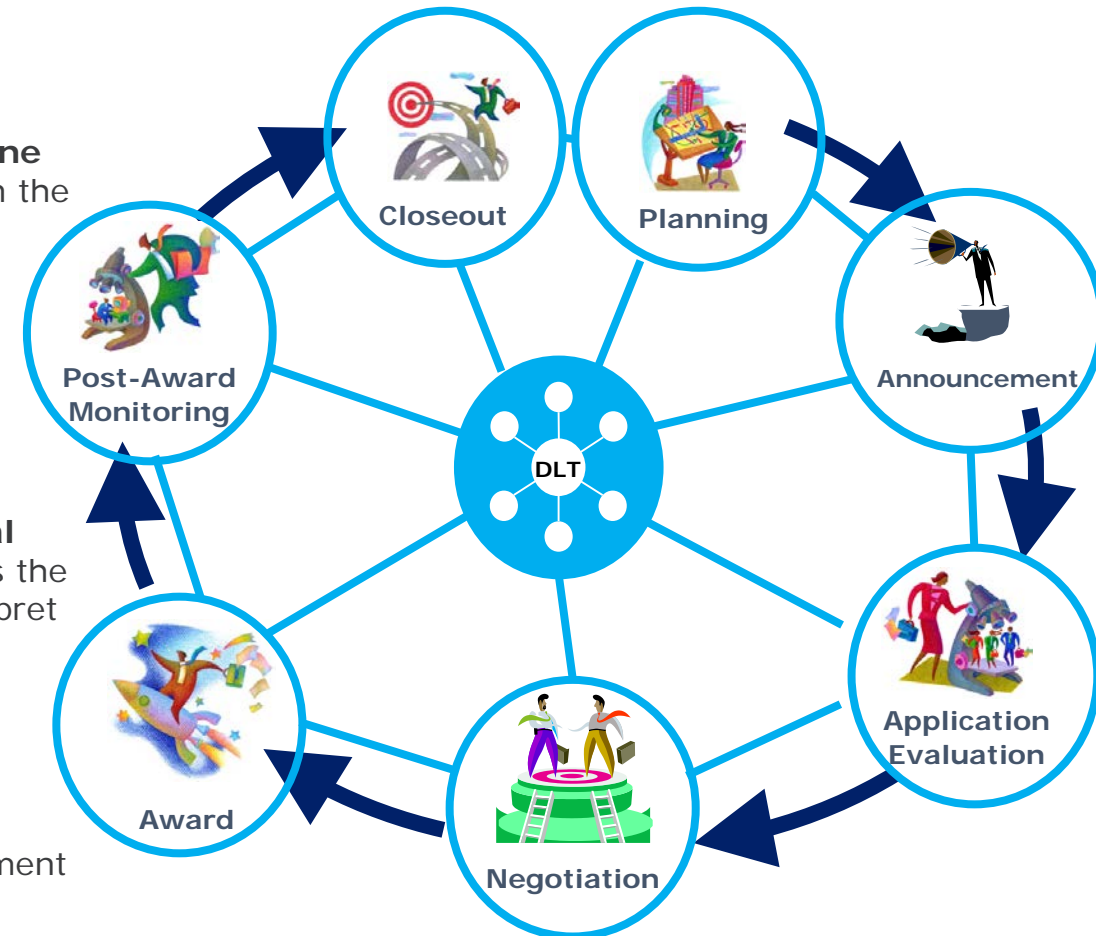 ne
n the
al
s the
pret
ment
Closeout
Planning
Announcement
Application
Evaluation
Negotiation
Award
Post-Award
Monitoring
DLT